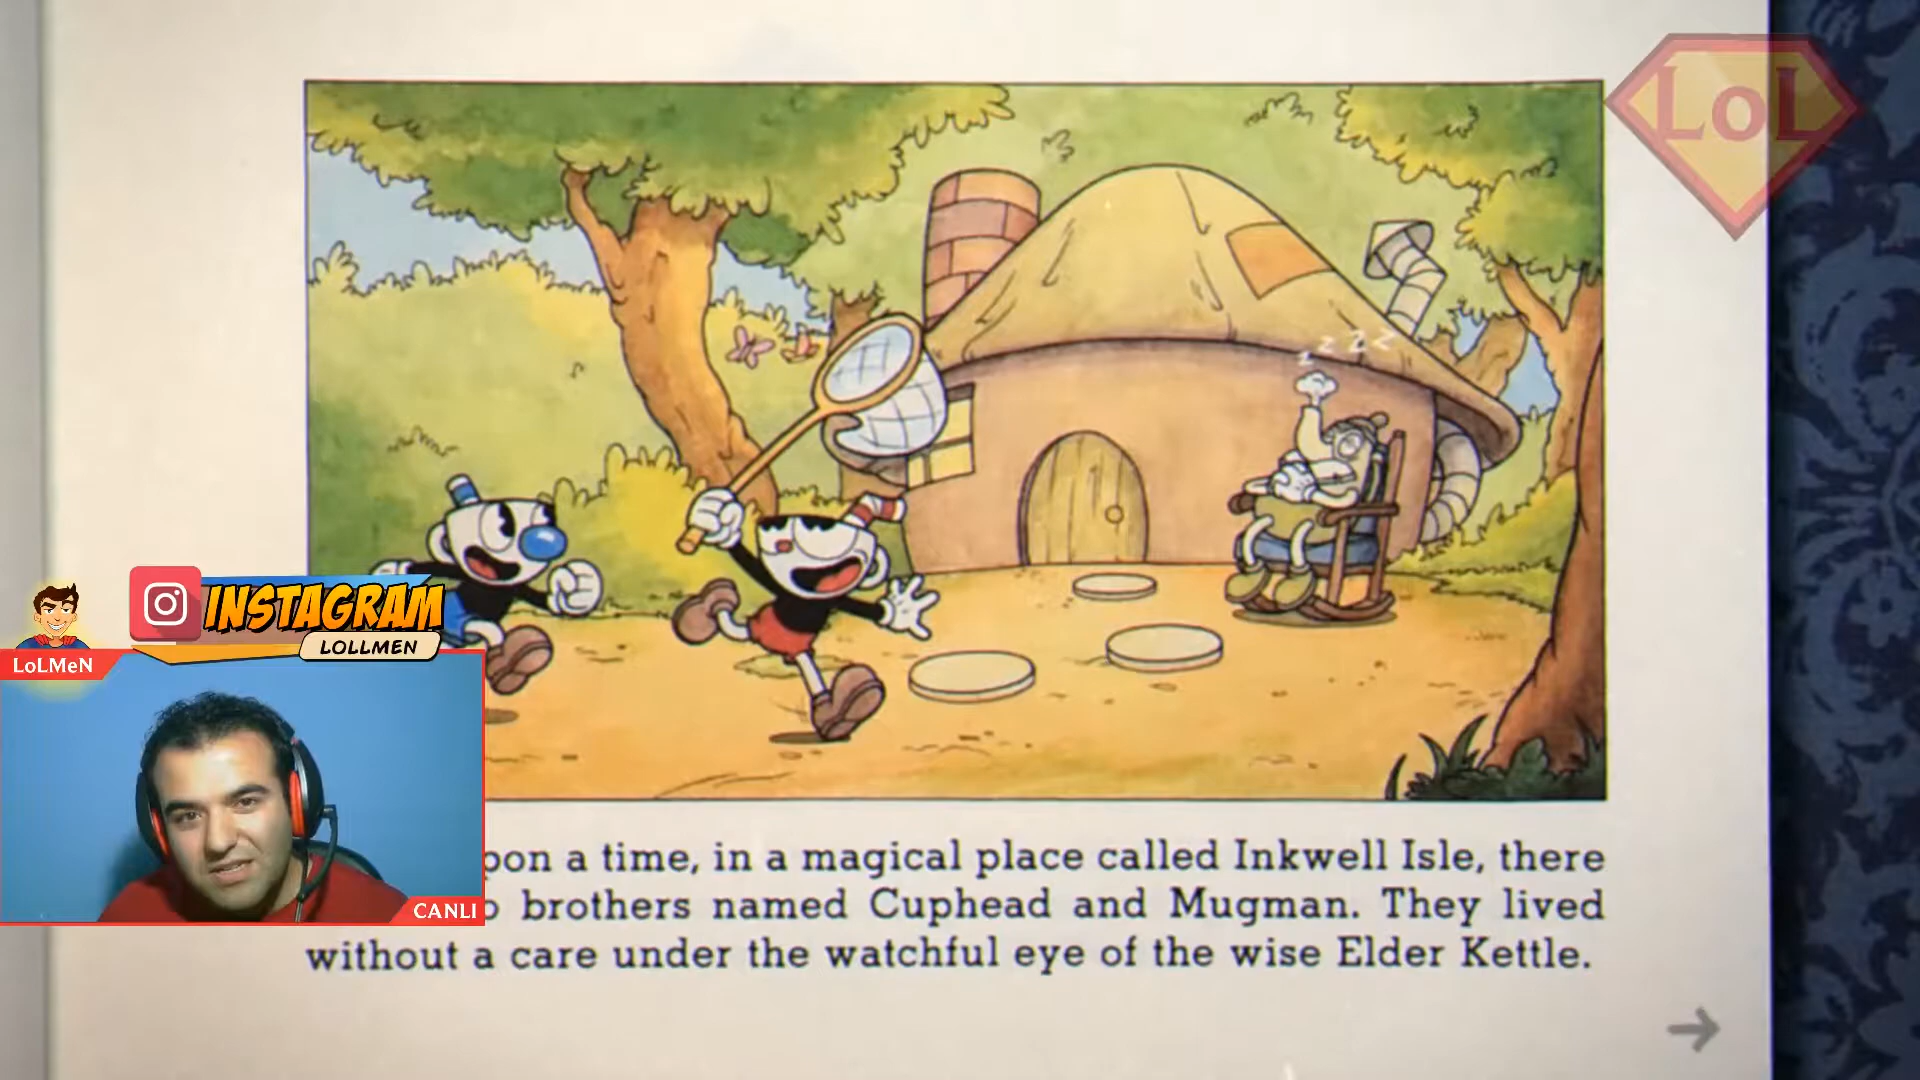 LoL
z z z z
INSTAGRAM
LOLLMEN
LoLMeN
CANLI
a time, in a magical place called Inkwell Isle, there
brothers named Cuphead and Mugman. They lived
without a care under the watchful eye of the wise Elder Kettle.